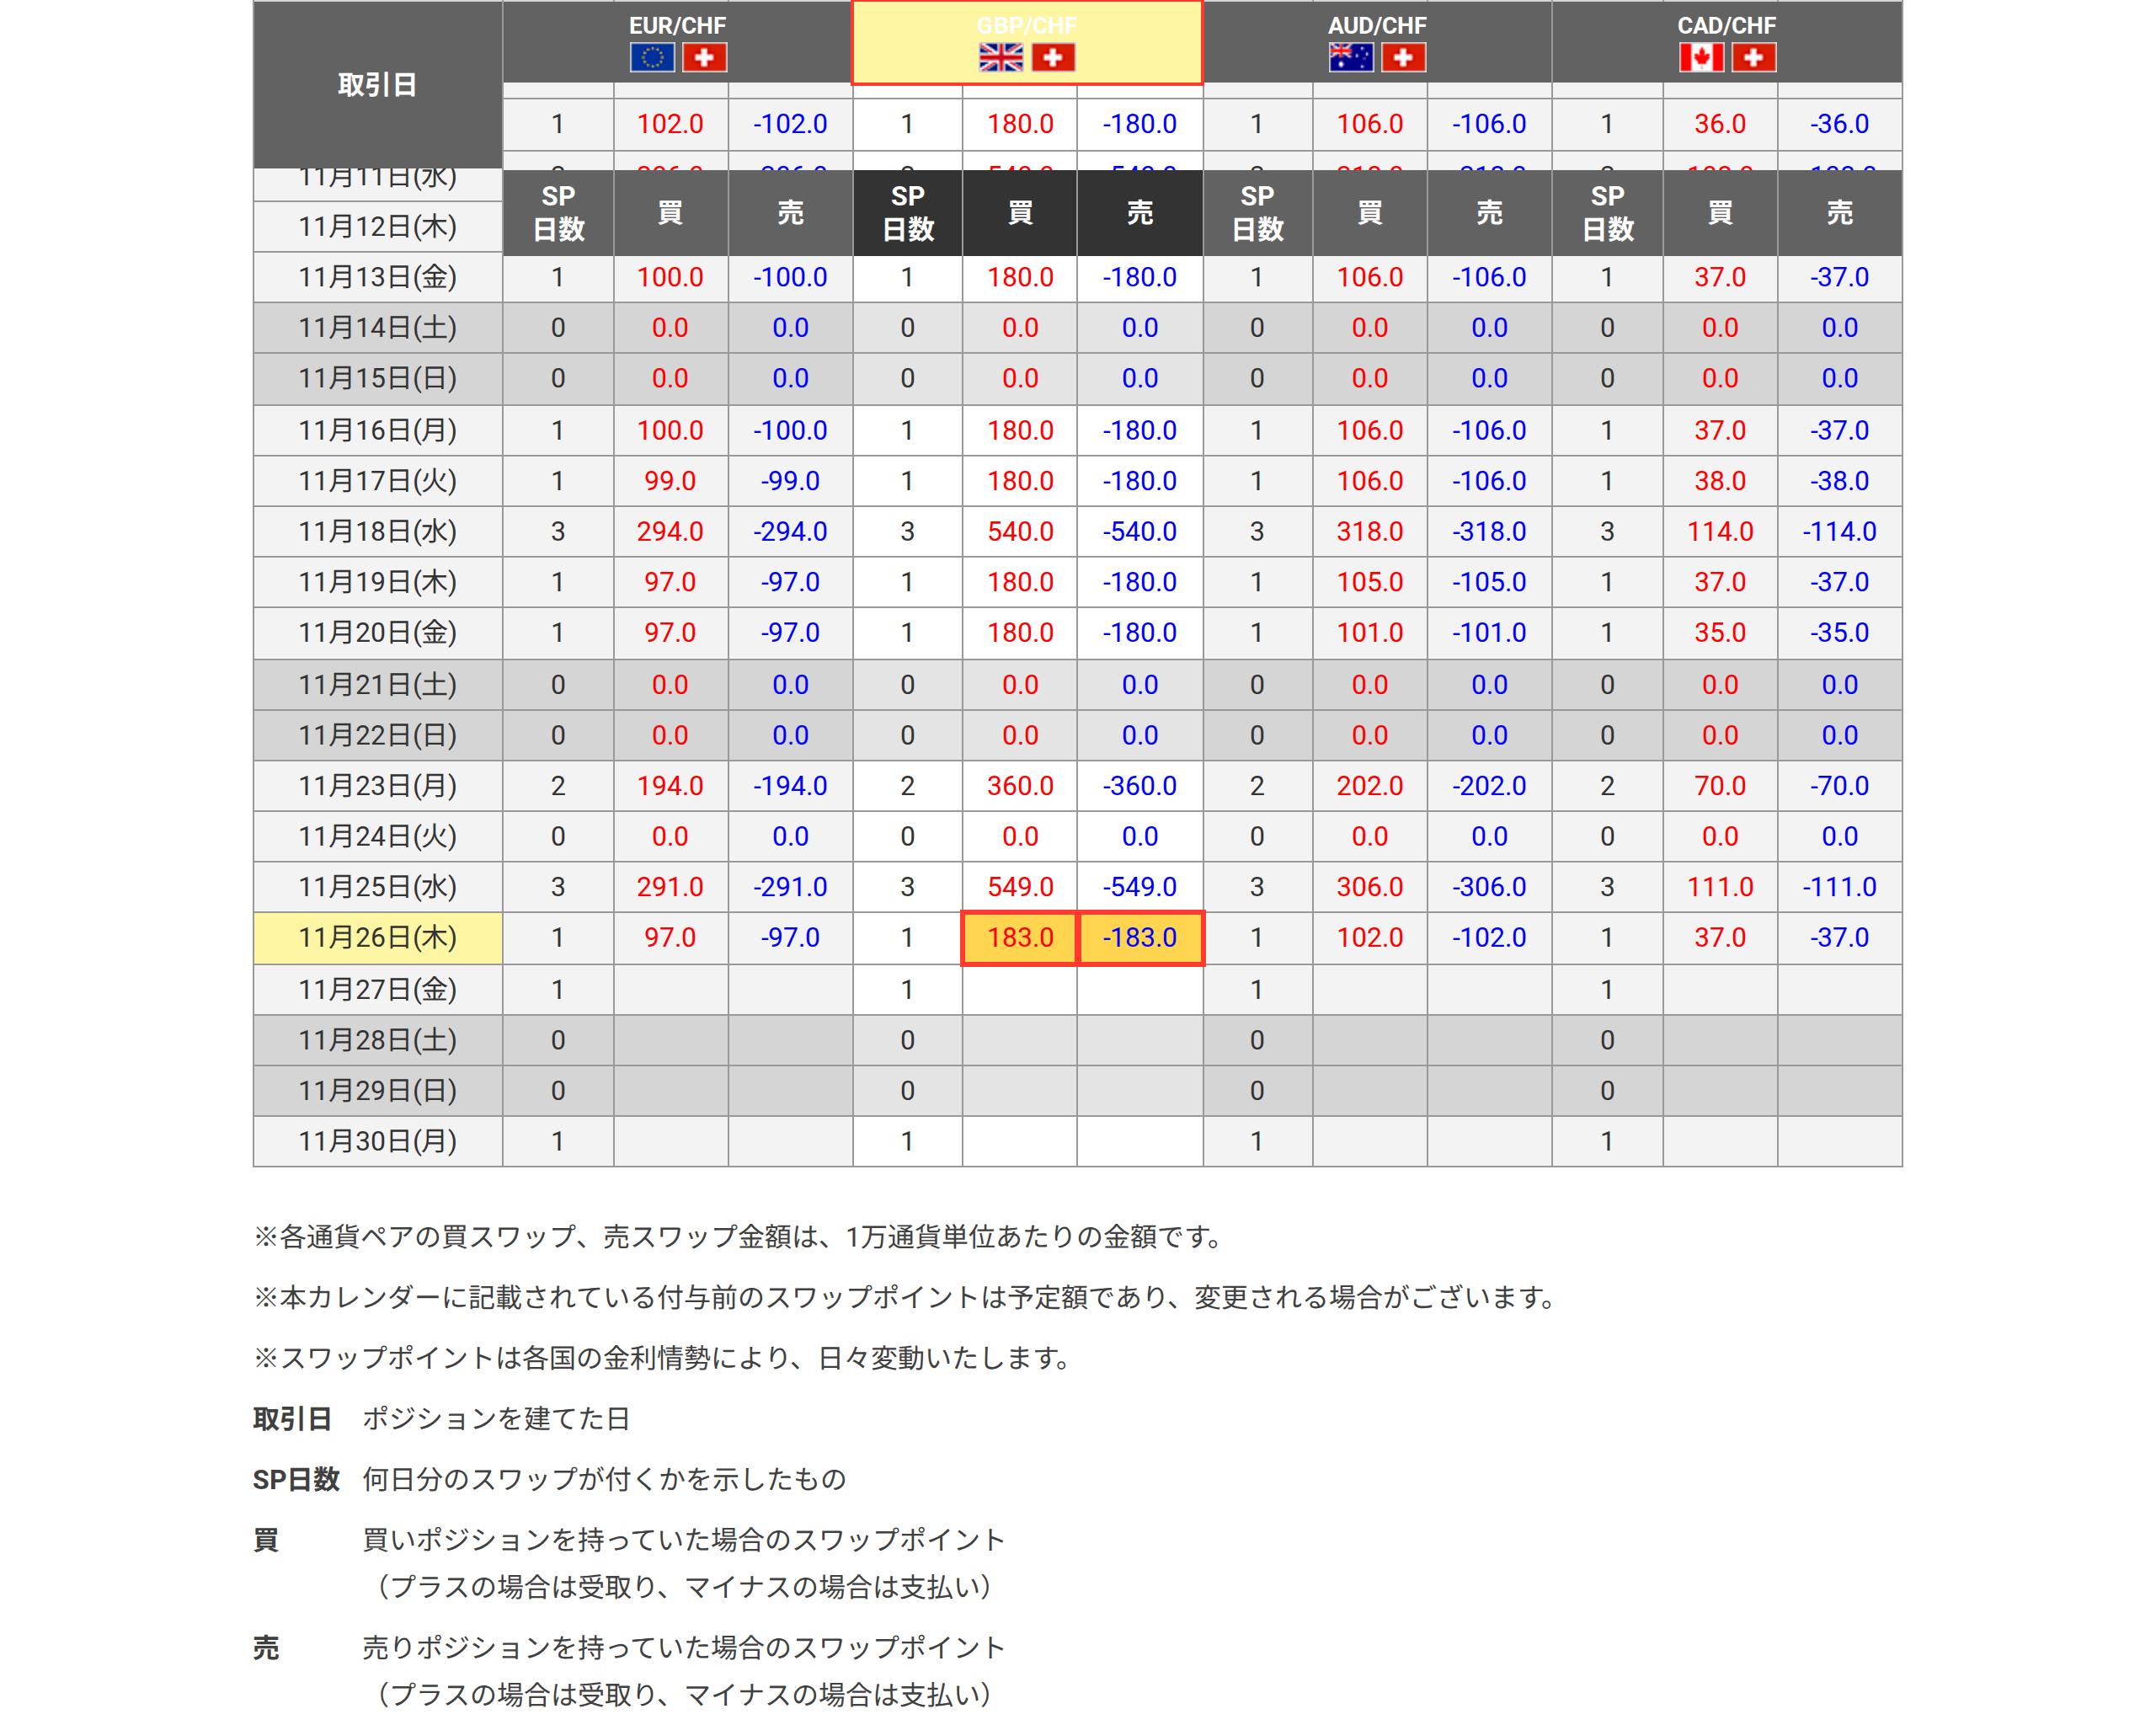 取引日 EUR/CHF GBP/CHF AUD/CHF CAD/CHF
1 102.0 -102.0 1 180.0 -180.0 1 106.0 -106.0 1 36.0 -36.0
11月11日(水)
SP日数 買 売 SP日数 買 売 SP日数 買 売 SP日数 買 売
11月12日(木)
11月13日(金) 1 100.0 -100.0 1 180.0 -180.0 1 106.0 -106.0 1 37.0 -37.0
11月14日(土) 0 0.0 0.0 0 0.0 0.0 0 0.0 0.0 0 0.0 0.0
11月15日(日) 0 0.0 0.0 0 0.0 0.0 0 0.0 0.0 0 0.0 0.0
11月16日(月) 1 100.0 -100.0 1 180.0 -180.0 1 106.0 -106.0 1 37.0 -37.0
11月17日(火) 1 99.0 -99.0 1 180.0 -180.0 1 106.0 -106.0 1 38.0 -38.0
11月18日(水) 3 294.0 -294.0 3 540.0 -540.0 3 318.0 -318.0 3 114.0 -114.0
11月19日(木) 1 97.0 -97.0 1 180.0 -180.0 1 105.0 -105.0 1 37.0 -37.0
11月20日(金) 1 97.0 -97.0 1 180.0 -180.0 1 101.0 -101.0 1 35.0 -35.0
11月21日(土) 0 0.0 0.0 0 0.0 0.0 0 0.0 0.0 0 0.0 0.0
11月22日(日) 0 0.0 0.0 0 0.0 0.0 0 0.0 0.0 0 0.0 0.0
11月23日(月) 2 194.0 -194.0 2 360.0 -360.0 2 202.0 -202.0 2 70.0 -70.0
11月24日(火) 0 0.0 0.0 0 0.0 0.0 0 0.0 0.0 0 0.0 0.0
11月25日(水) 3 291.0 -291.0 3 549.0 -549.0 3 306.0 -306.0 3 111.0 -111.0
11月26日(木) 1 97.0 -97.0 1 183.0 -183.0 1 102.0 -102.0 1 37.0 -37.0
11月27日(金) 1 1 1 1
11月28日(土) 0 0 0 0
11月29日(日) 0 0 0 0
11月30日(月) 1 1 1 1
※各通貨ペアの買スワップ、売スワップ金額は、1万通貨単位あたりの金額です。
※本カレンダーに記載されている付与前のスワップポイントは予定額であり、変更される場合がございます。
※スワップポイントは各国の金利情勢により、日々変動いたします。
取引日 ポジションを建てた日
SP日数 何日分のスワップが付くかを示したもの
買 買いポジションを持っていた場合のスワップポイント
（プラスの場合は受取り、マイナスの場合は支払い）
売 売りポジションを持っていた場合のスワップポイント
（プラスの場合は受取り、マイナスの場合は支払い）